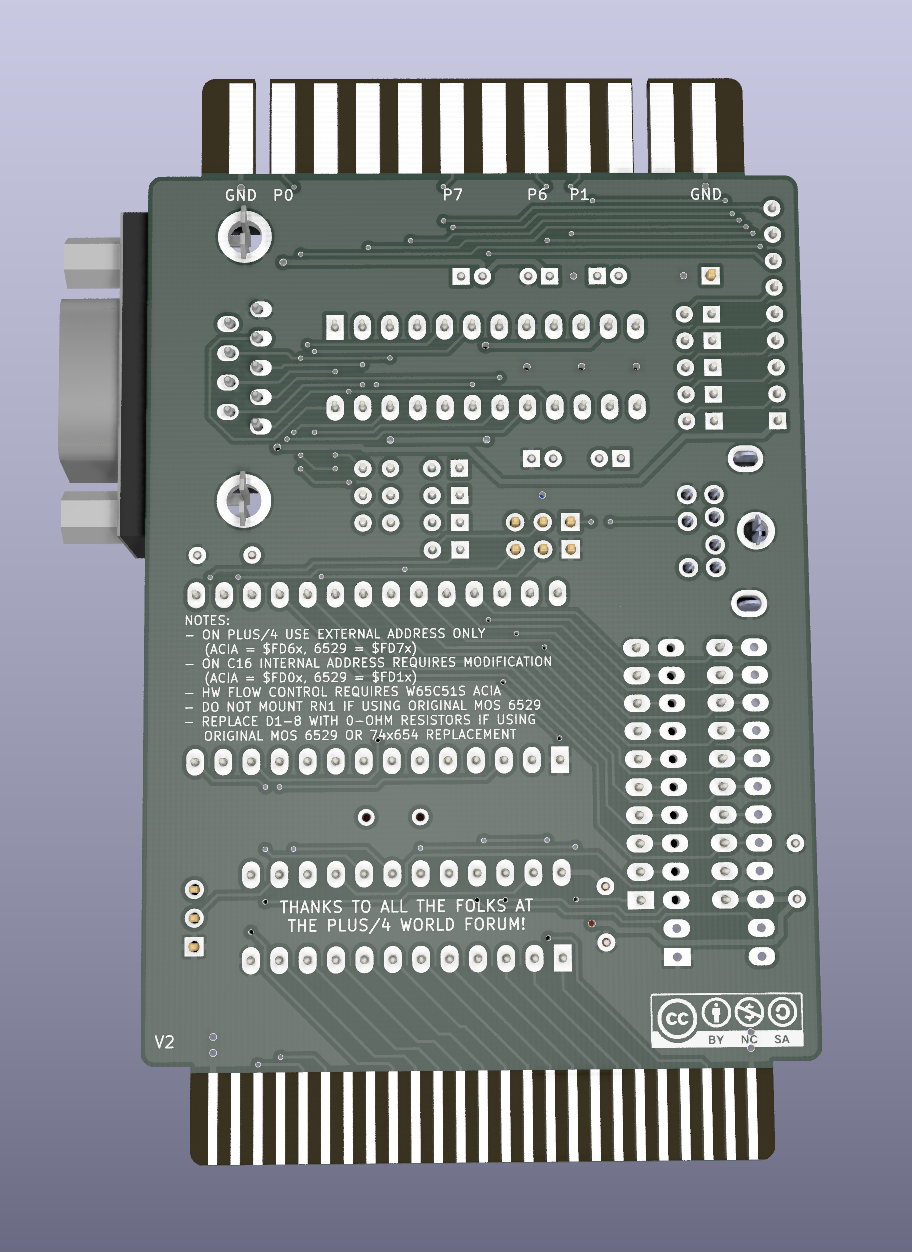 GND P0 P7 P6 P1 GND
NOTES:
– ON PLUS/4 USE EXTERNAL ADDRESS ONLY
(ACIA = $FD6x, 6529 = $FD7x)
– ON C16 INTERNAL ADDRESS REQUIRES MODIFICATION
(ACIA = $FD0x, 6529 = $FD1x)
– HW FLOW CONTROL REQUIRES W65C51S ACIA
– DO NOT MOUNT RN1 IF USING ORIGINAL MOS 6529
– REPLACE D1–8 WITH 0–OHM RESISTORS IF USING
ORIGINAL MOS 6529 OR 74x654 REPLACEMENT
THANKS TO ALL THE FOLKS AT
THE PLUS/4 WORLD FORUM!
V2
CC
BY NC SA